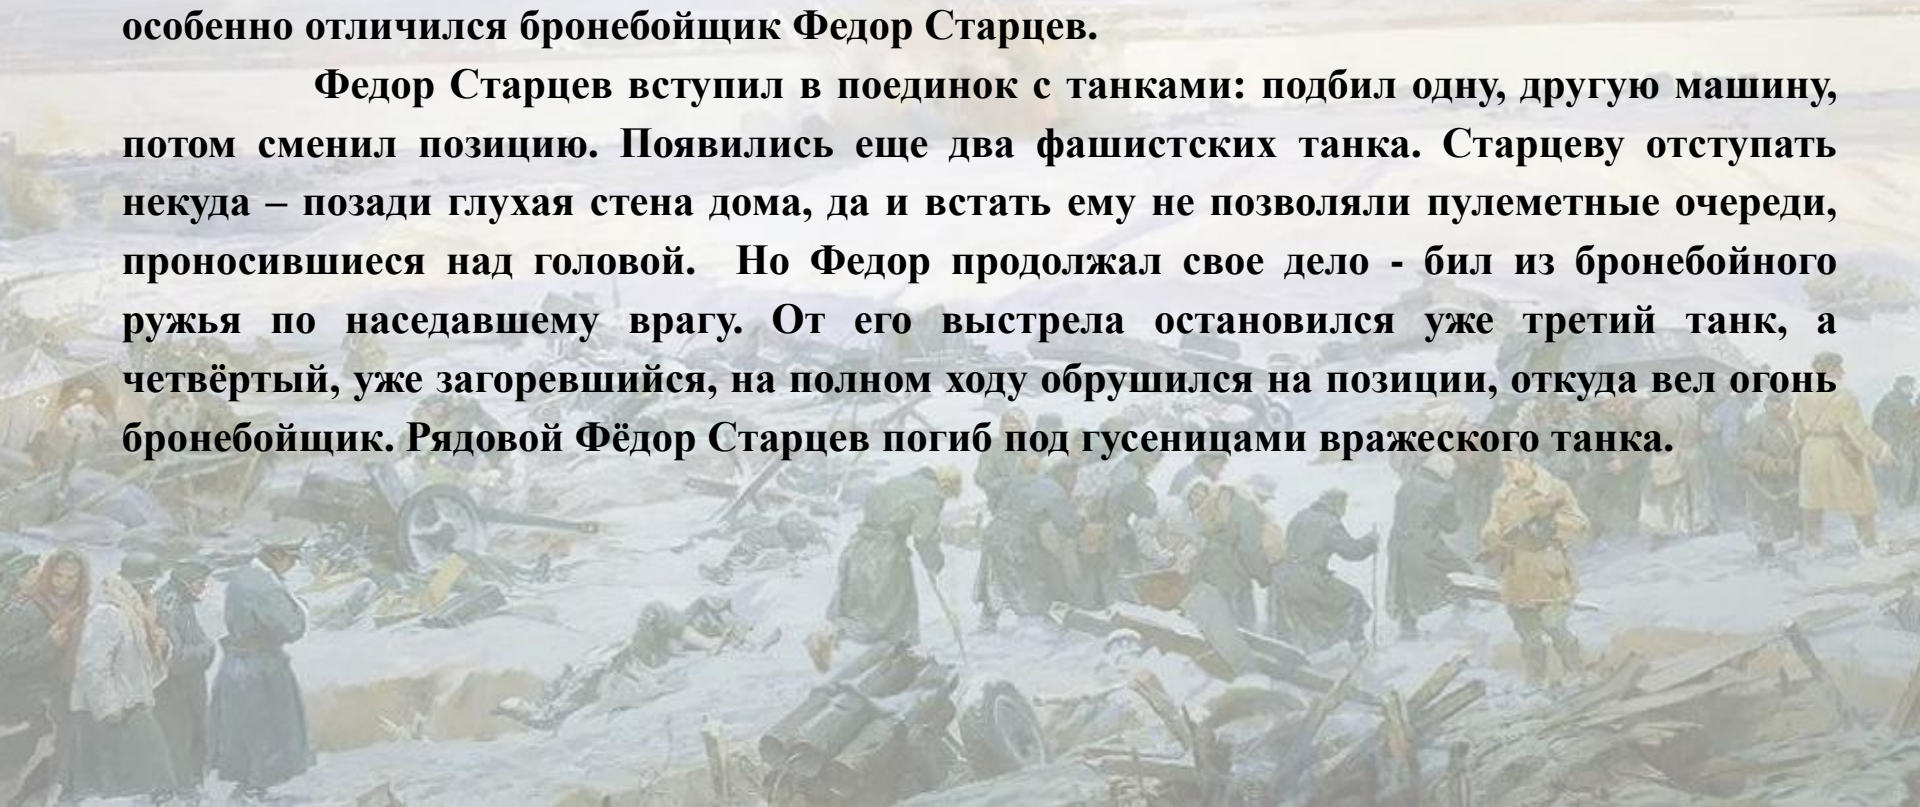 особенно отличился бронебойщик Федор Старцев.
Федор Старцев вступил в поединок с танками: подбил одну, другую машину,
потом сменил позицию. Появились еще два фашистских танка. Старцеву отступать
некуда – позади глухая стена дома, да и встать ему не позволяли пулеметные очереди,
проносившиеся над головой. Но Федор продолжал свое дело - бил из бронебойного
ружья по наседавшему врагу. От его выстрела остановился уже третий танк, а
четвёртый, уже загоревшийся, на полном ходу обрушился на позиции, откуда вел огонь
бронебойщик. Рядовой Фёдор Старцев погиб под гусеницами вражеского танка.